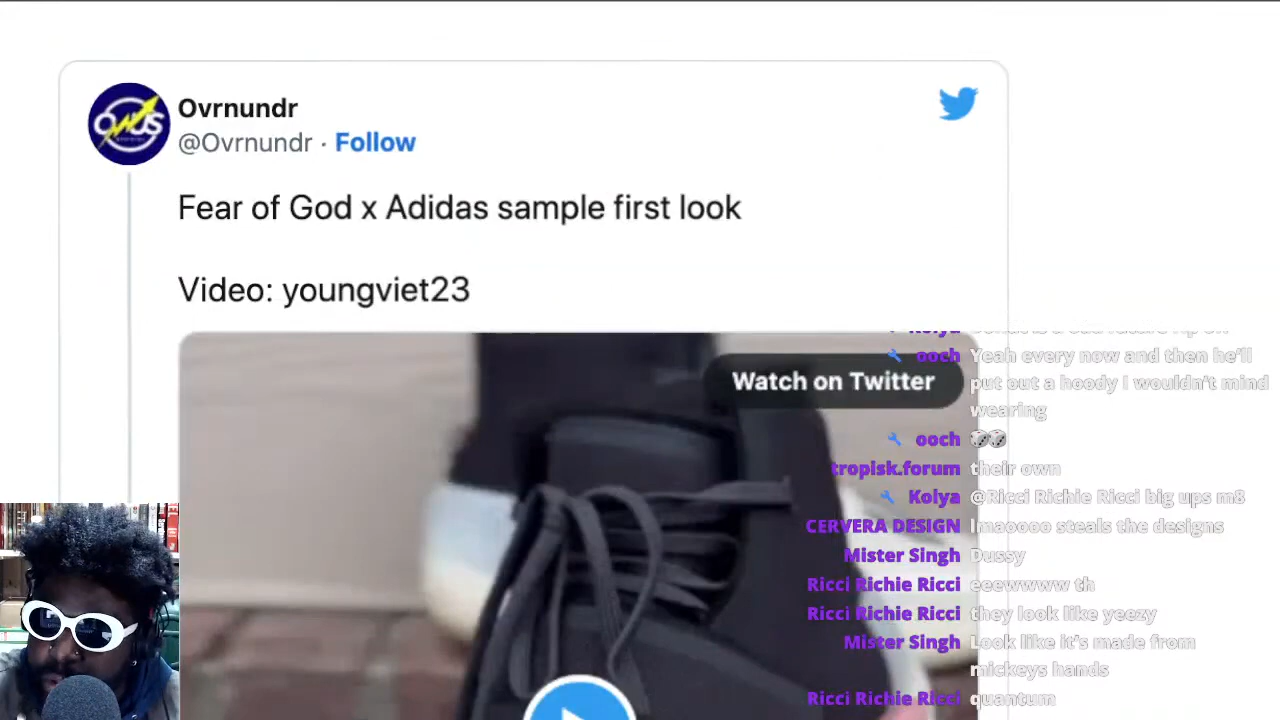 Ovrnundr
@Ovrnundr · Follow
Fear of God x Adidas sample first look
Video: youngviet23
Watch on Twitter
Kolya
ooch Yeah every now and then he'll
put out a hoody I wouldn't mind
wearing
ooch 🎲🎲
tropisk.forum their own
Kolya @Ricci Richie Ricci big ups m8
CERVERA DESIGN lmaoooo steals the designs
Mister Singh Dussy
Ricci Richie Ricci eeewwww th
Ricci Richie Ricci they look like yeezy
Mister Singh Look like it's made from
mickeys hands
Ricci Richie Ricci quantum